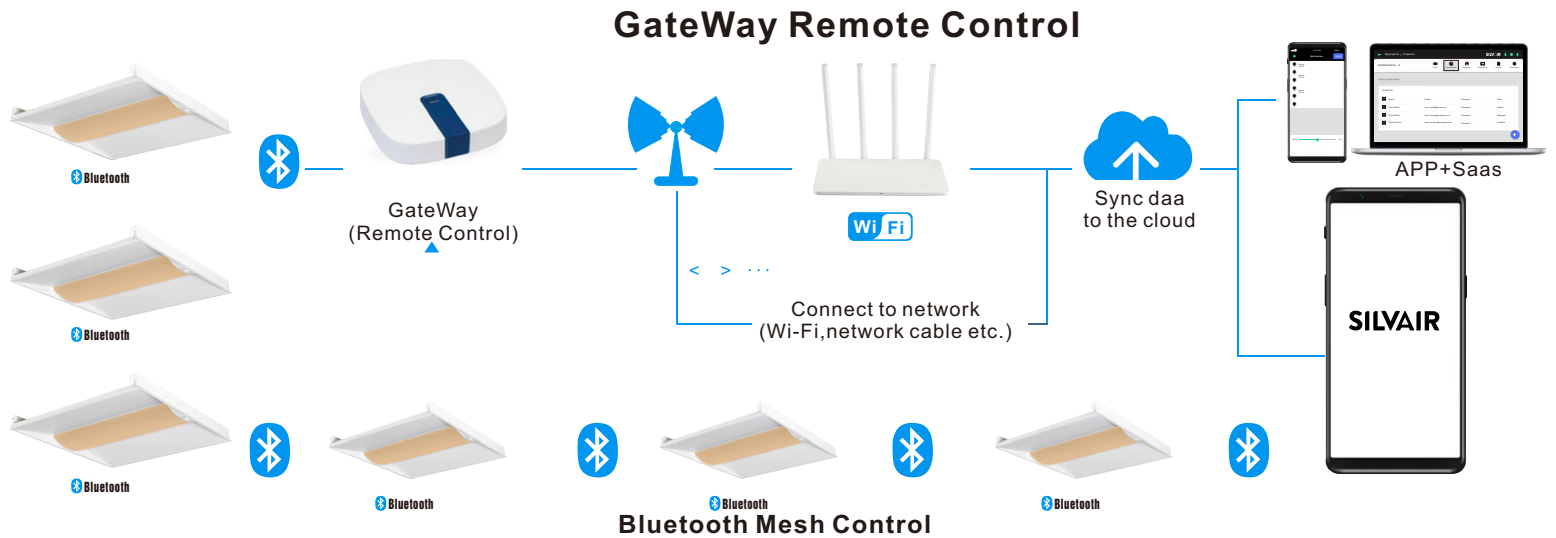 GateWay Remote Control
Bluetooth
GateWay
(Remote Control)
Wi Fi
< > ...
Connect to network
(Wi-Fi,network cable etc.)
Sync daa
to the cloud
SILVAIR
APP+Saas
SILVAIR
Bluetooth
Bluetooth
Bluetooth
Bluetooth
Bluetooth
Bluetooth Mesh Control